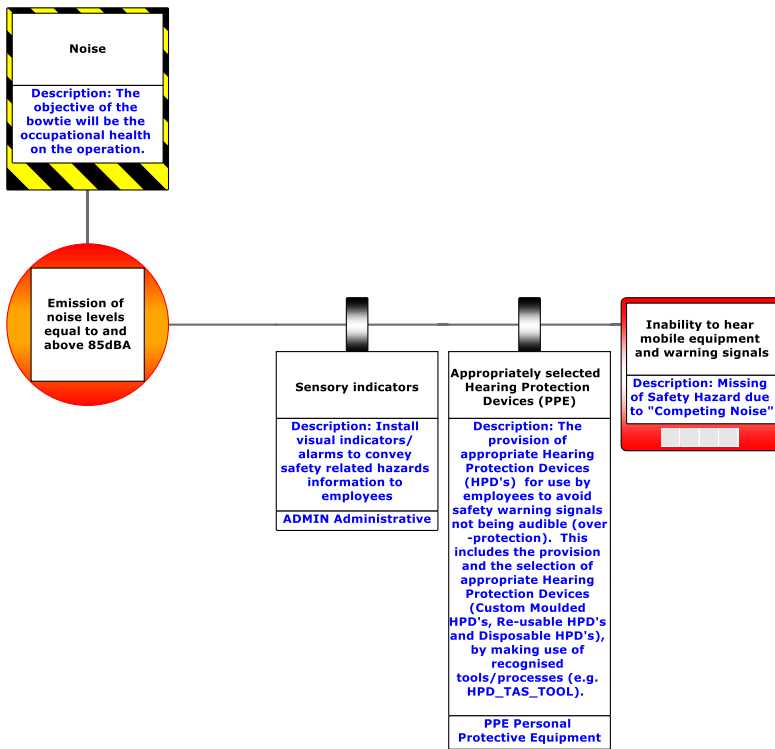 Noise
Description: The
objective of the
bowtie will be the
occupational health
on the operation.
Emission of
noise levels
equal to and
above 85dBA
Sensory indicators
Description: Install
visual indicators/
alarms to convey
safety related hazards
information to
employees
ADMIN Administrative
Appropriately selected
Hearing Protection
Devices (PPE)
Description: The
provision of
appropriate Hearing
Protection Devices
(HPD's)  for use by
employees to avoid
safety warning signals
not being audible (over
-protection).  This
includes the provision
and the selection of
appropriate Hearing
Protection Devices
(Custom Moulded
HPD's, Re-usable HPD's
and Disposable HPD's),
by making use of
recognised
tools/processes (e.g.
HPD_TAS_TOOL).
PPE Personal
Protective Equipment
Inability to hear
mobile equipment
and warning signals
Description: Missing
of Safety Hazard due
to "Competing Noise"